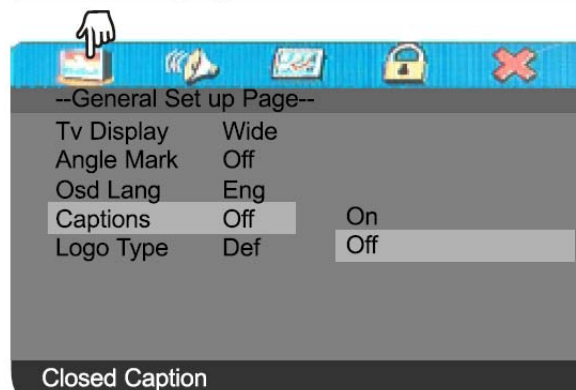 --General Set up Page--
Tv Display Wide
Angle Mark Off
Osd Lang Eng
Captions Off On
Logo Type Def Off
Closed Caption